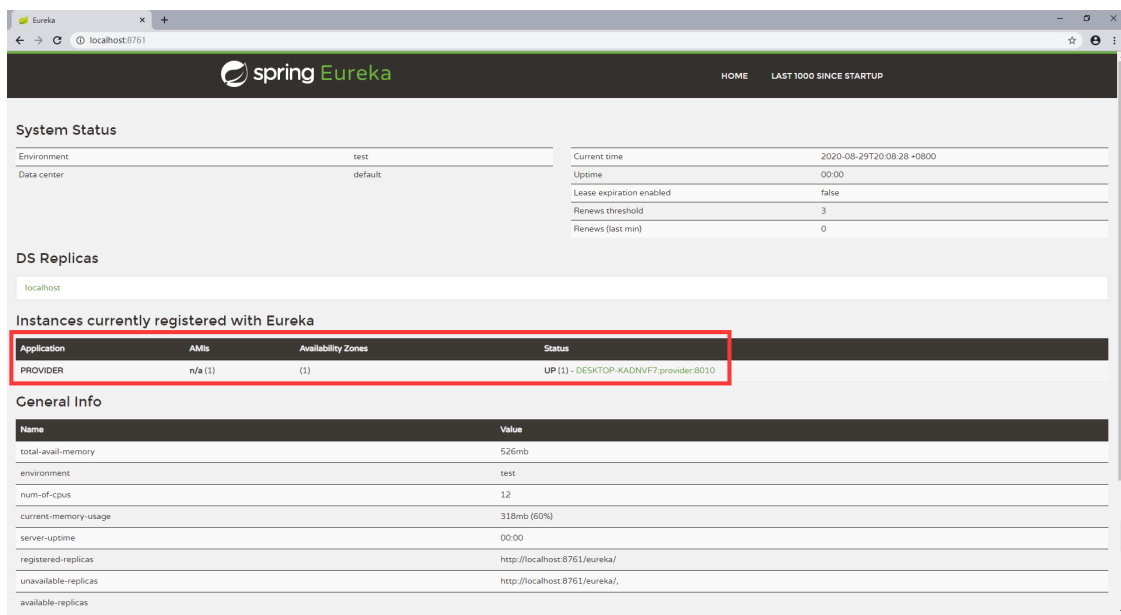 Eureka
localhost:8761
spring Eureka
HOME LAST 1000 SINCE STARTUP
System Status
Environment test
Data center default
Current time 2020-08-29T20:08:28 +0800
Uptime 00:00
Lease expiration enabled false
Renews threshold 3
Renews (last min) 0
DS Replicas
localhost
Instances currently registered with Eureka
Application AMIs Availability Zones Status
PROVIDER n/a (1) (1) UP (1) - DESKTOP-KADNVF7:provider:8010
General Info
Name Value
total-avail-memory 526mb
environment test
num-of-cpus 12
current-memory-usage 318mb (60%)
server-uptime 00:00
registered-replicas http://localhost:8761/eureka/
unavailable-replicas http://localhost:8761/eureka/,
available-replicas